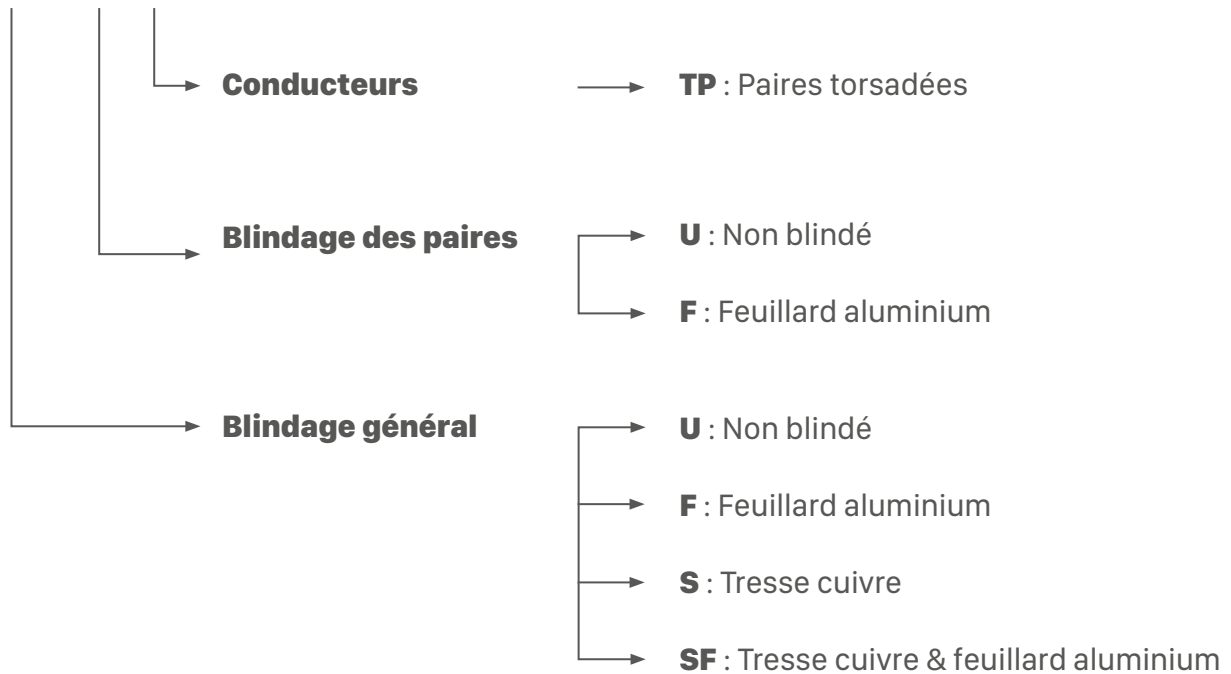 Conducteurs TP : Paires torsadées
Blindage des paires U : Non blindé
F : Feuillard aluminium
Blindage général U : Non blindé
F : Feuillard aluminium
S : Tresse cuivre
SF : Tresse cuivre & feuillard aluminium